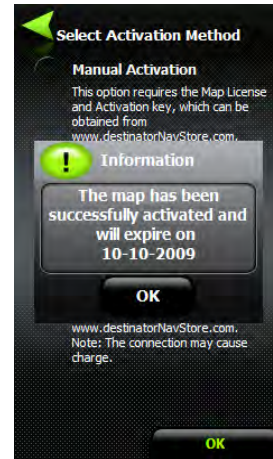 Select Activation Method
Manual Activation
This option requires the Map License
and Activation key, which can be
obtained from
www.destinatorNavStore.com.
Information
The map has been
successfully activated and
will expire on
10-10-2009
OK
www.destinatorNavStore.com.
Note: The connection may cause
charge.
OK